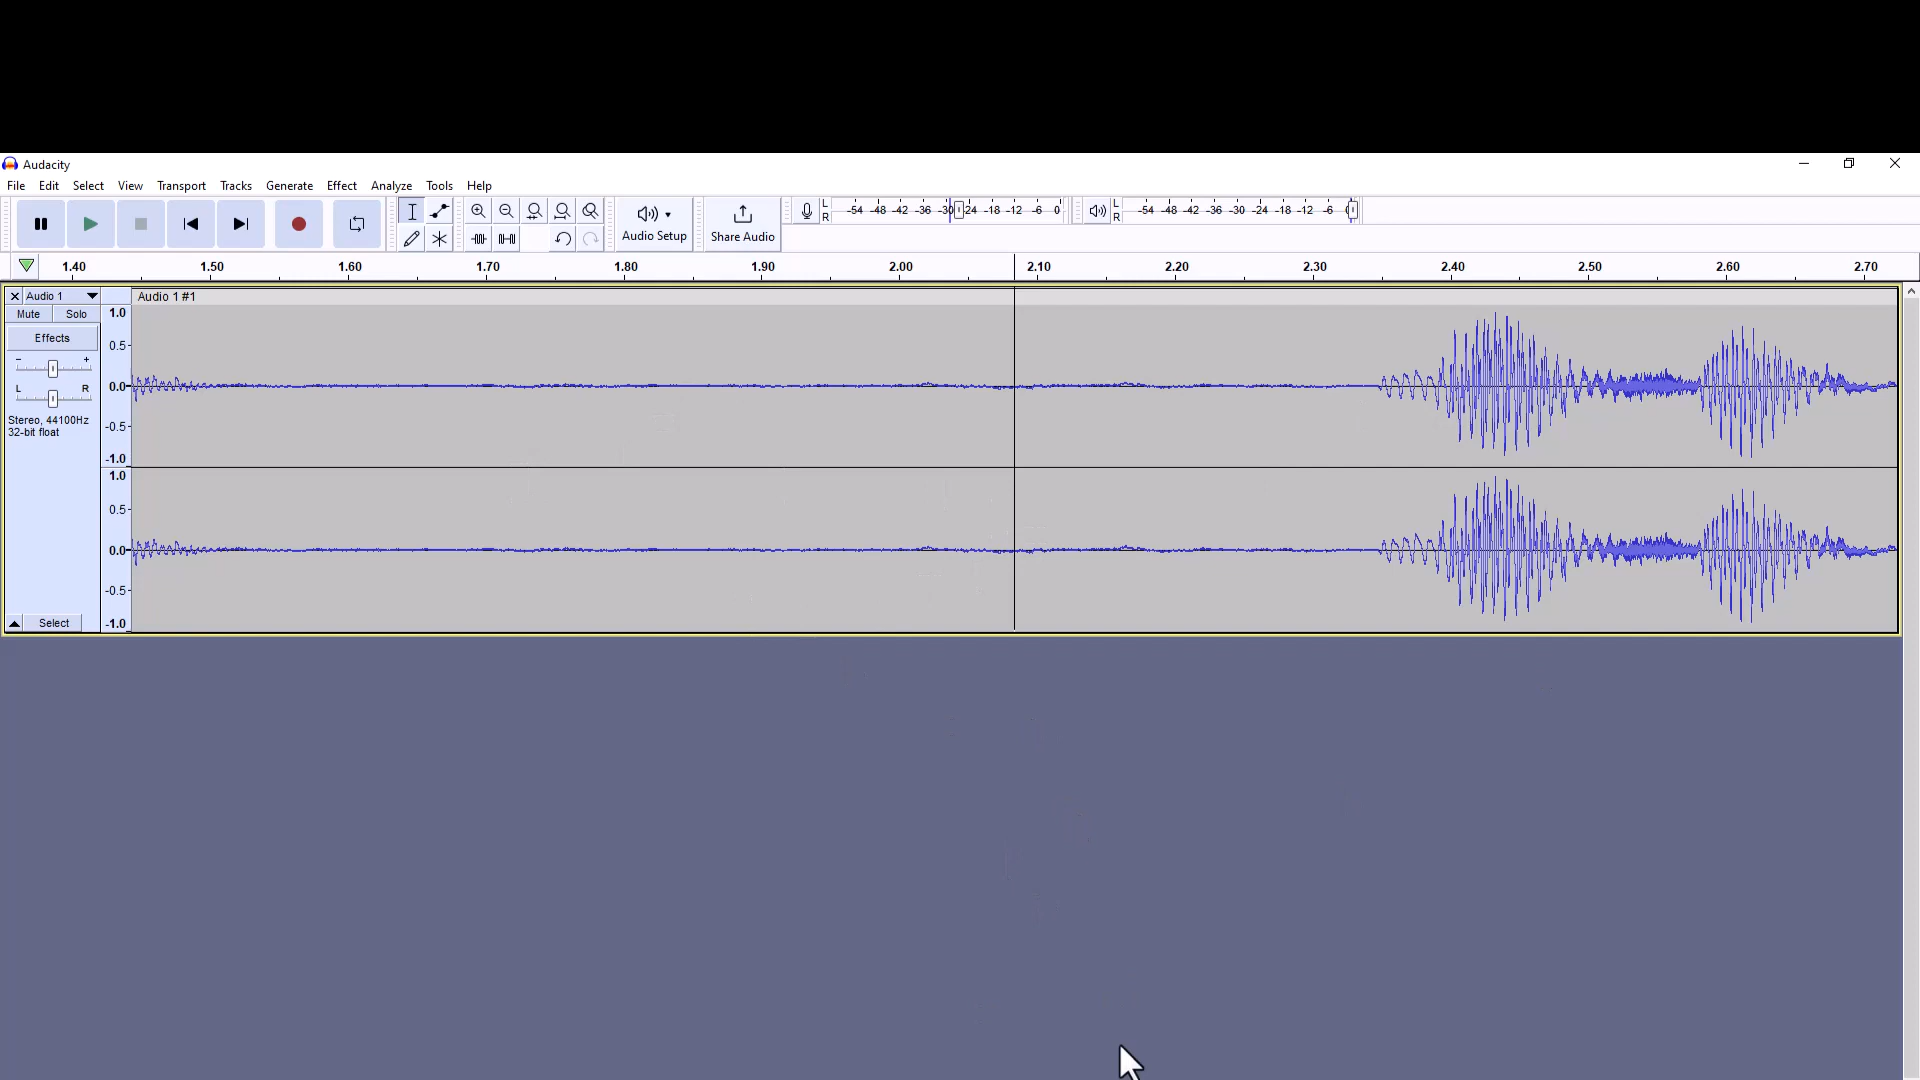 Audacity
File Edit Select View Transport Tracks Generate Effect Analyze Tools Help
Audio Setup
Share Audio
L
R
-54 -48 -42 -36 -30 -24 -18 -12 -6 0
L
R
-54 -48 -42 -36 -30 -24 -18 -12 -6
1.40 1.50 1.60 1.70 1.80 1.90 2.00 2.10 2.20 2.30 2.40 2.50 2.60 2.70
Audio 1
Audio 1 #1
Mute Solo
Effects
- +
L R
Stereo, 44100Hz
32-bit float
Select
1.0
0.5
0.0
-0.5
-1.0
1.0
0.5
0.0
-0.5
-1.0